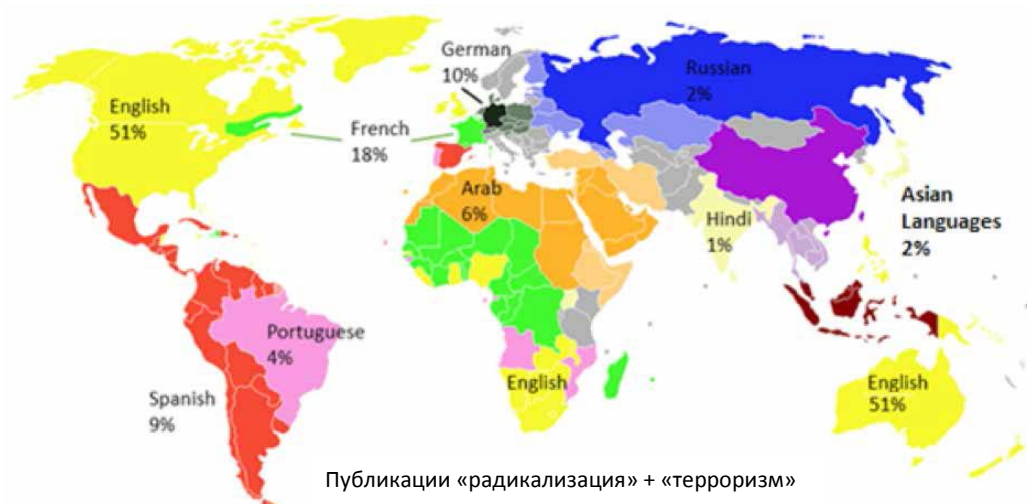 German
10%
Russian
2%
English
51%
French
18%
Arab
6%
Hindi
1%
Asian
Languages
2%
Portuguese
4%
English
English
51%
Spanish
9%
Публикации «радикализация» + «терроризм»